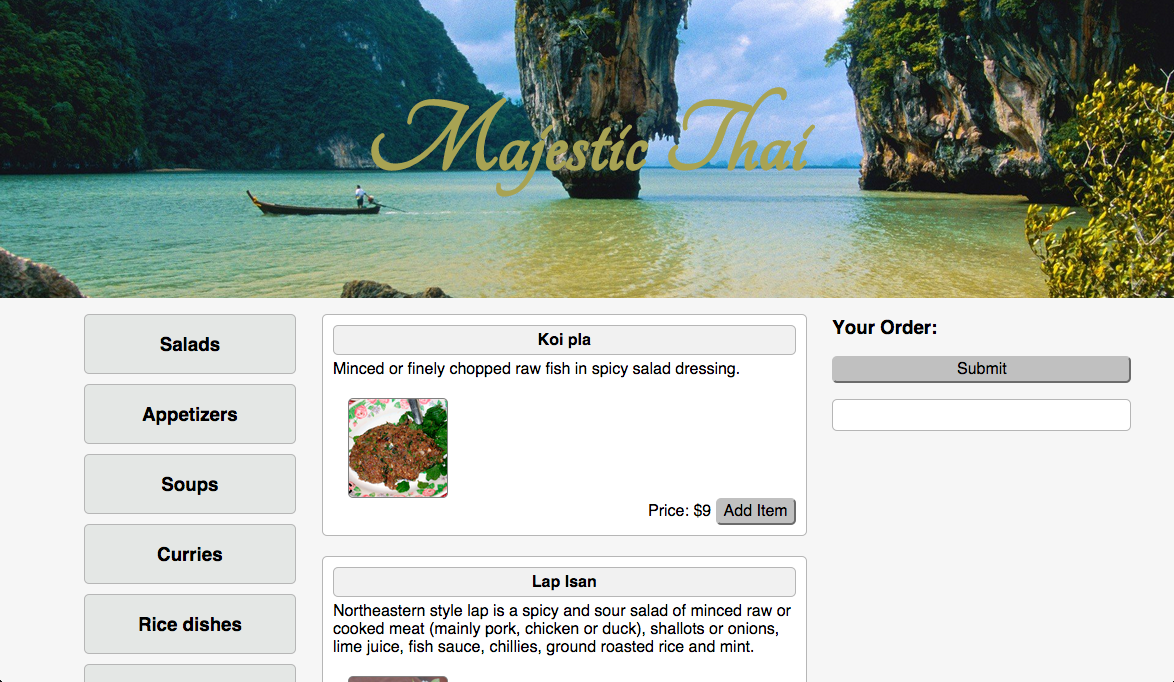 Majestic Thai
Salads
Appetizers
Soups
Curries
Rice dishes
Koi pla
Minced or finely chopped raw fish in spicy salad dressing.
Price: $9 Add Item
Lap Isan
Northeastern style lap is a spicy and sour salad of minced raw or
cooked meat (mainly pork, chicken or duck), shallots or onions,
lime juice, fish sauce, chillies, ground roasted rice and mint.
Your Order:
Submit